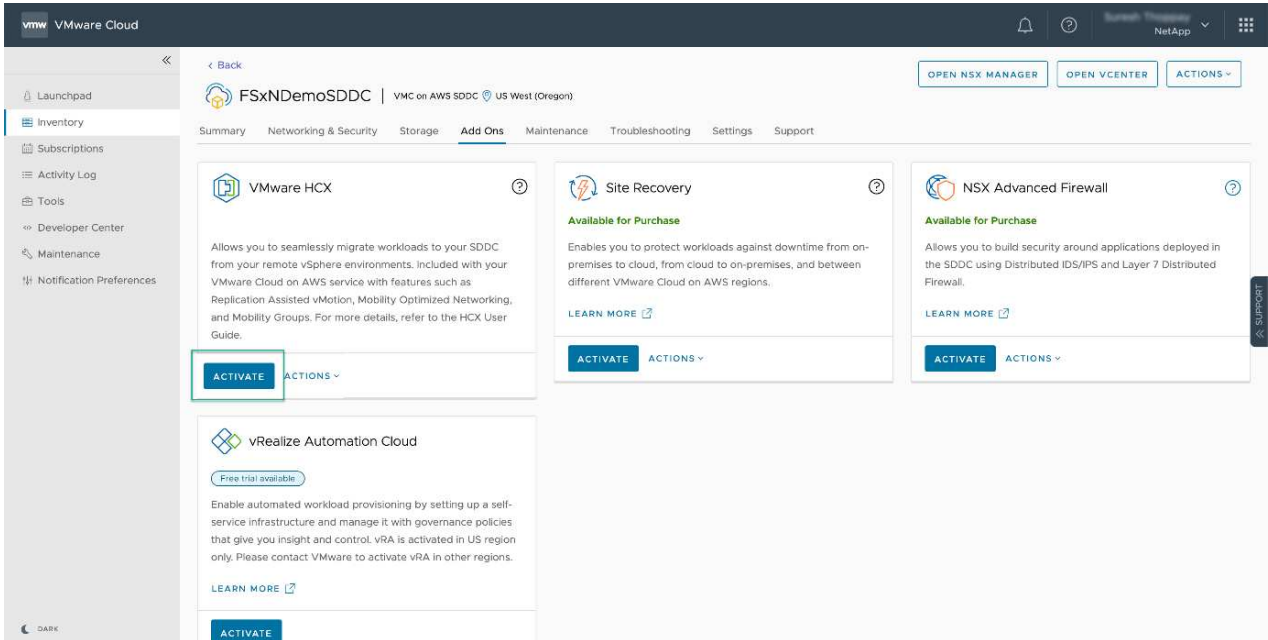 vmw VMware Cloud
NetApp
Launchpad
Inventory
Subscriptions
Activity Log
Tools
Developer Center
Maintenance
Notification Preferences
DARK
Back
OPEN NSX MANAGER OPEN VCENTER ACTIONS
FSxNDemoSDDC | VMC on AWS SDDC US West (Oregon)
Summary Networking & Security Storage Add Ons Maintenance Troubleshooting Settings Support
VMware HCX
Allows you to seamlessly migrate workloads to your SDDC
from your remote vSphere environments. Included with your
VMware Cloud on AWS service with features such as
Replication Assisted vMotion, Mobility Optimized Networking,
and Mobility Groups. For more details, refer to the HCX User
Guide.
ACTIVATE ACTIONS
Site Recovery
Available for Purchase
Enables you to protect workloads against downtime from on-
premises to cloud, from cloud to on-premises, and between
different VMware Cloud on AWS regions.
LEARN MORE
ACTIVATE ACTIONS
NSX Advanced Firewall
Available for Purchase
Allows you to build security around applications deployed in
the SDDC using Distributed IDS/IPS and Layer 7 Distributed
Firewall.
LEARN MORE
ACTIVATE ACTIONS
vRealize Automation Cloud
Free trial available
Enable automated workload provisioning by setting up a self-
service infrastructure and manage it with governance policies
that give you insight and control. vRA is activated in US region
only. Please contact VMware to activate vRA in other regions.
LEARN MORE
ACTIVATE
SUPPORT